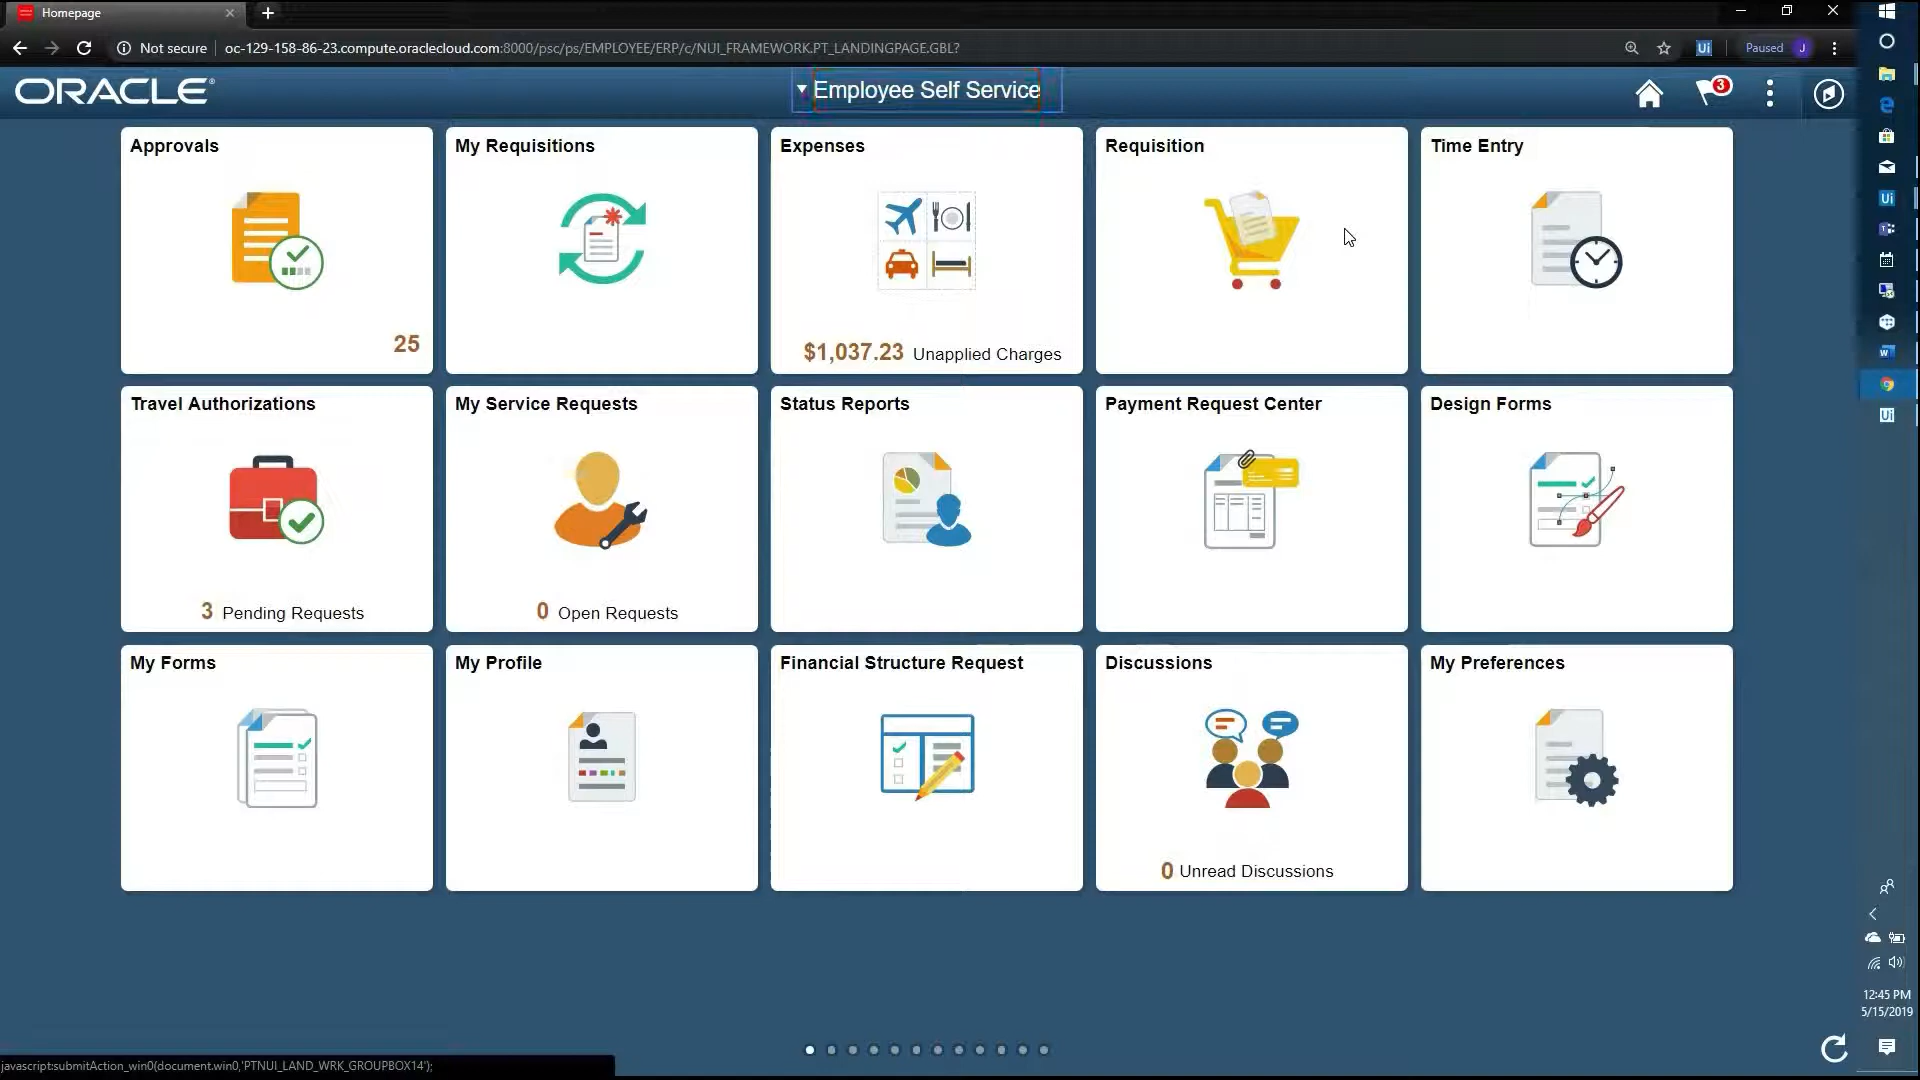 Homepage
Not secure oc-129-158-86-23.compute.oraclecloud.com:8000/psc/ps/EMPLOYEE/ERP/c/NUI_FRAMEWORK.PT_LANDINGPAGE.GBL? Ui Paused J
ORACLE Employee Self Service 3
Approvals My Requisitions Expenses Requisition Time Entry
25 $1,037.23 Unapplied Charges
Travel Authorizations My Service Requests Status Reports Payment Request Center Design Forms
3 Pending Requests 0 Open Requests
My Forms My Profile Financial Structure Request Discussions My Preferences
0 Unread Discussions
Ui
Ui
12:45 PM
5/15/2019
javascript:submitAction_win0(document.win0,'PTNUI_LAND_WRK_GROUPBOX14');